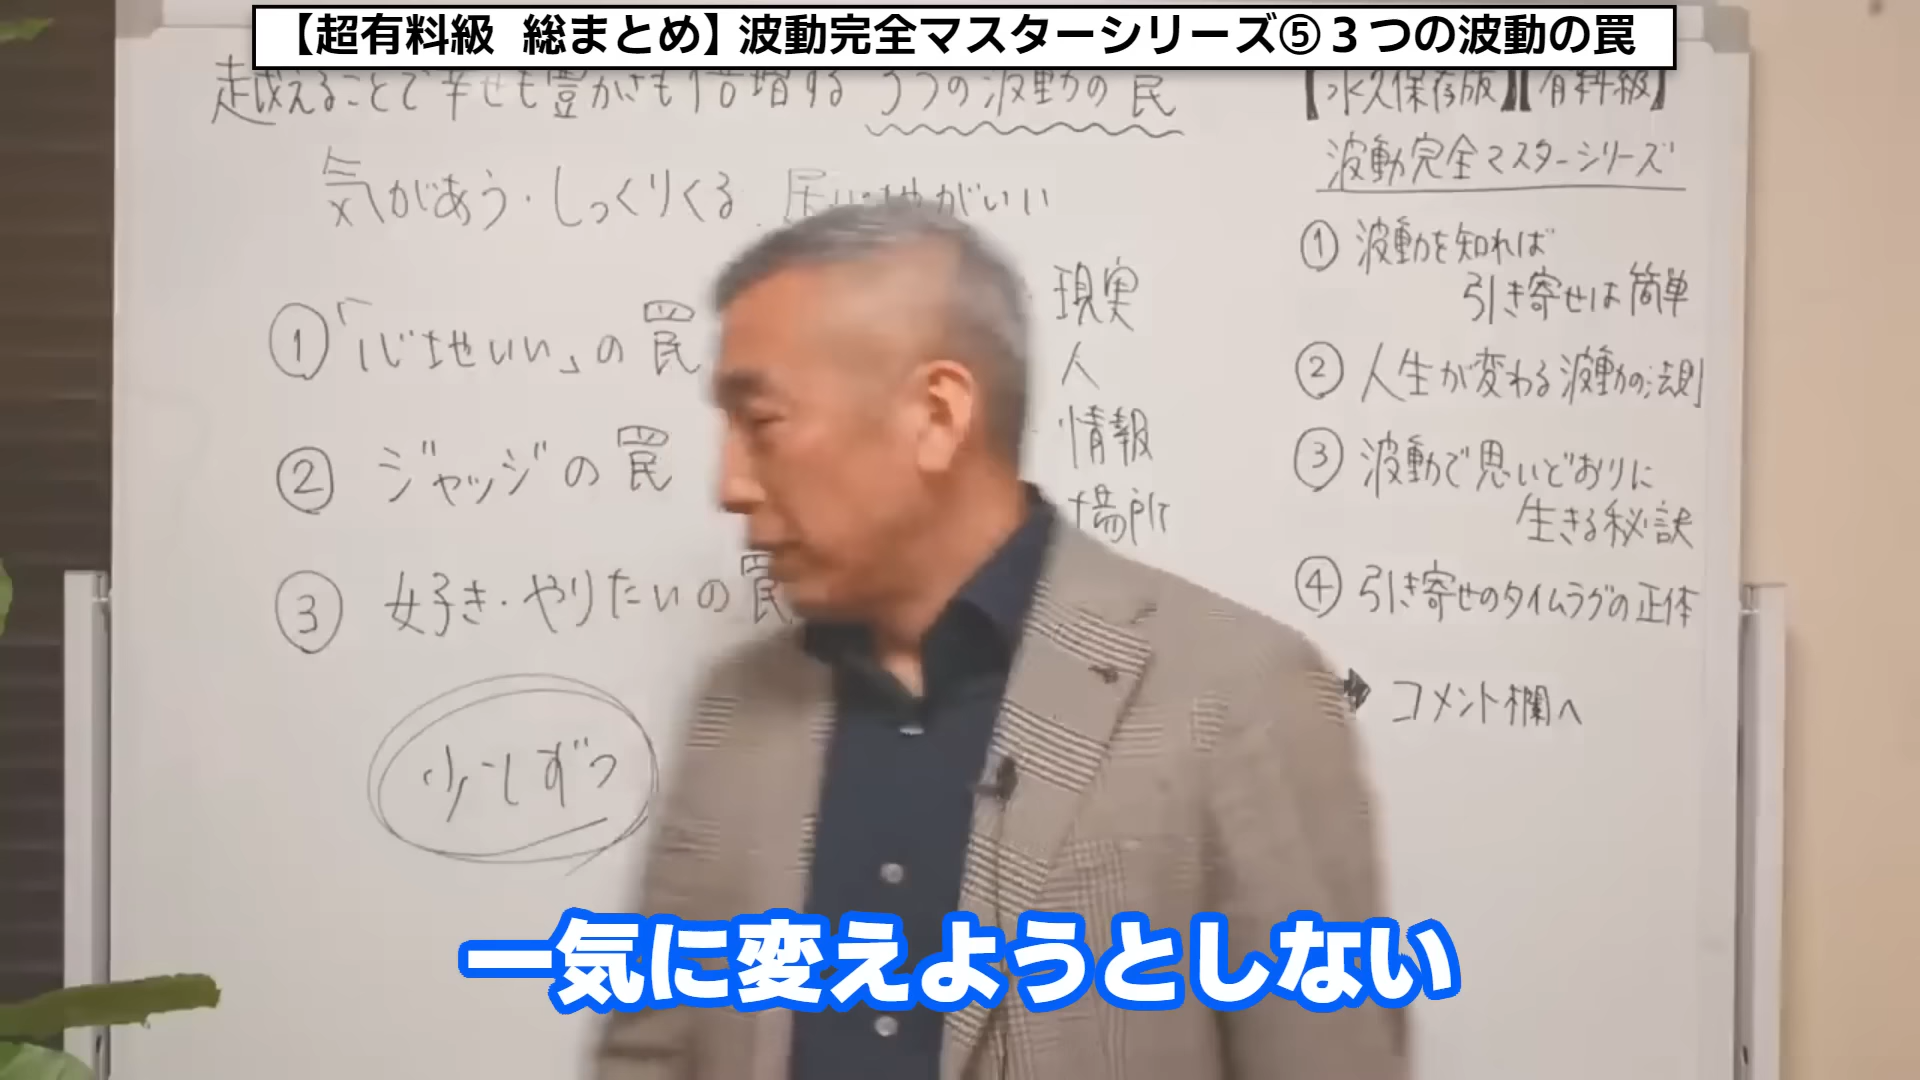 【超有料級 総まとめ】波動完全マスターシリーズ⑤３つの波動の罠
越えることで幸せも豊かさも倍増する 3つの波動の罠
気があう・しっくりくる 居心地がいい
①「心地いい」の罠
②ジャッジの罠
③好き・やりたいの罠
少しずつ
現実
人
情報
場所
【永久保存版】【有料級】
波動完全マスターシリーズ
①波動を知れば
引き寄せは簡単
②人生が変わる波動の法則
③波動で思いどおりに
生きる秘訣
④引き寄せのタイムラグの正体
コメント欄へ
一気に変えようとしない